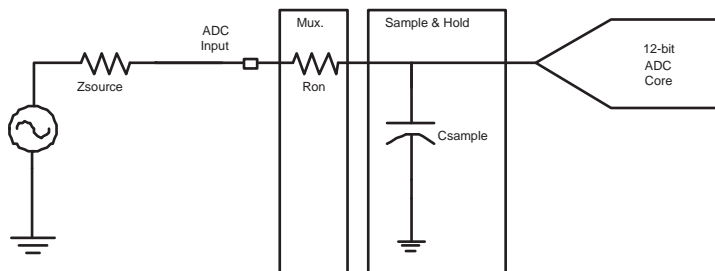 Mux.
Sample & Hold
ADC
Input
12-bit
ADC
Core
Zsource
Ron
Csample